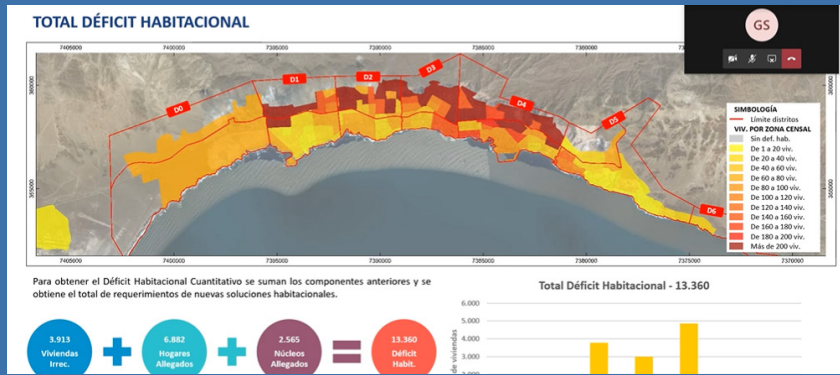 TOTAL DÉFICIT HABITACIONAL
GS
7405000 7400000 7395000 7390000 7385000 7380000
D0
D1
D2
D3
D4
D5
D6
SIMBOLOGÍA
Límite distritos
VIV. POR ZONA CENSAL
Sin def. hab.
De 1 a 20 viv.
De 20 a 40 viv.
De 40 a 60 viv.
De 60 a 80 viv.
De 80 a 100 viv.
De 100 a 120 viv.
De 120 a 140 viv.
De 140 a 160 viv.
De 160 a 180 viv.
De 180 a 200 viv.
Más de 200 viv.
7405000 7400000 7395000 7390000 7385000 7380000 7375000 7370000
Para obtener el Déficit Habitacional Cuantitativo se suman los componentes anteriores y se
obtiene el total de requerimientos de nuevas soluciones habitacionales.
3.913
Viviendas
Irrec.
+
6.882
Hogares
Allegados
+
2.565
Núcleos
Allegados
=
13.360
Déficit
Habit.
Total Déficit Habitacional - 13.360
6.000
5.000
4.000
3.000
de viviendas